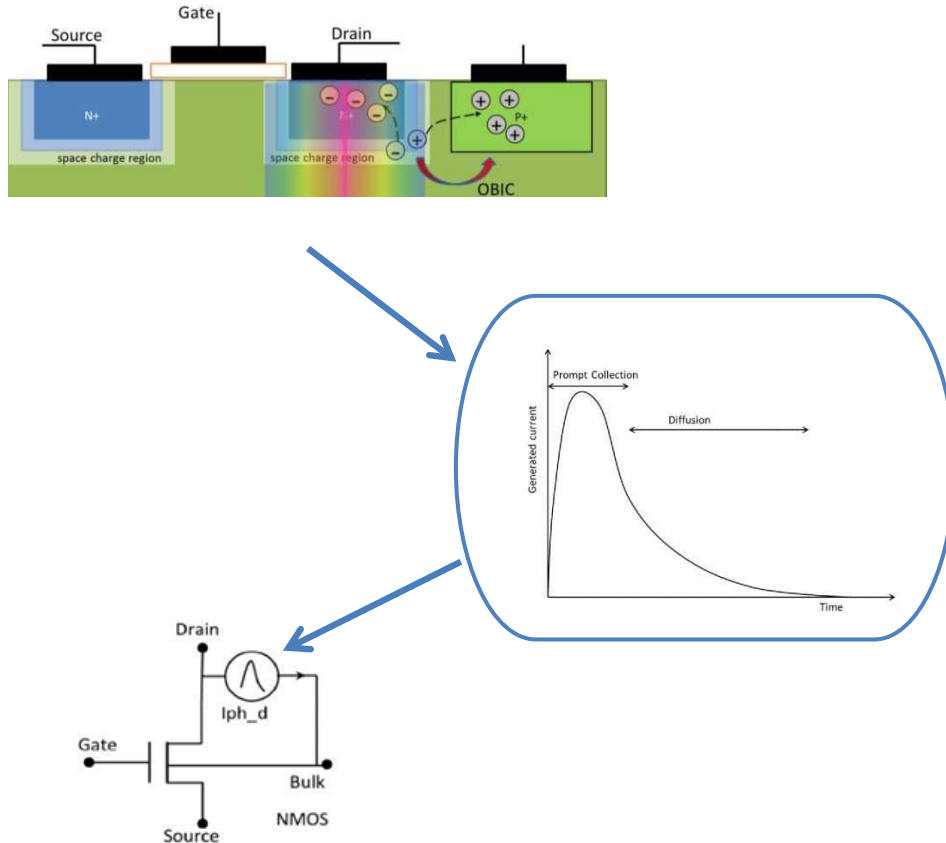 Gate
Source
Drain
N+
N+
P+
space charge region
space charge region
OBIC
Prompt Collection
Diffusion
Generated current
Time
Drain
Iph_d
Gate
Bulk
NMOS
Source